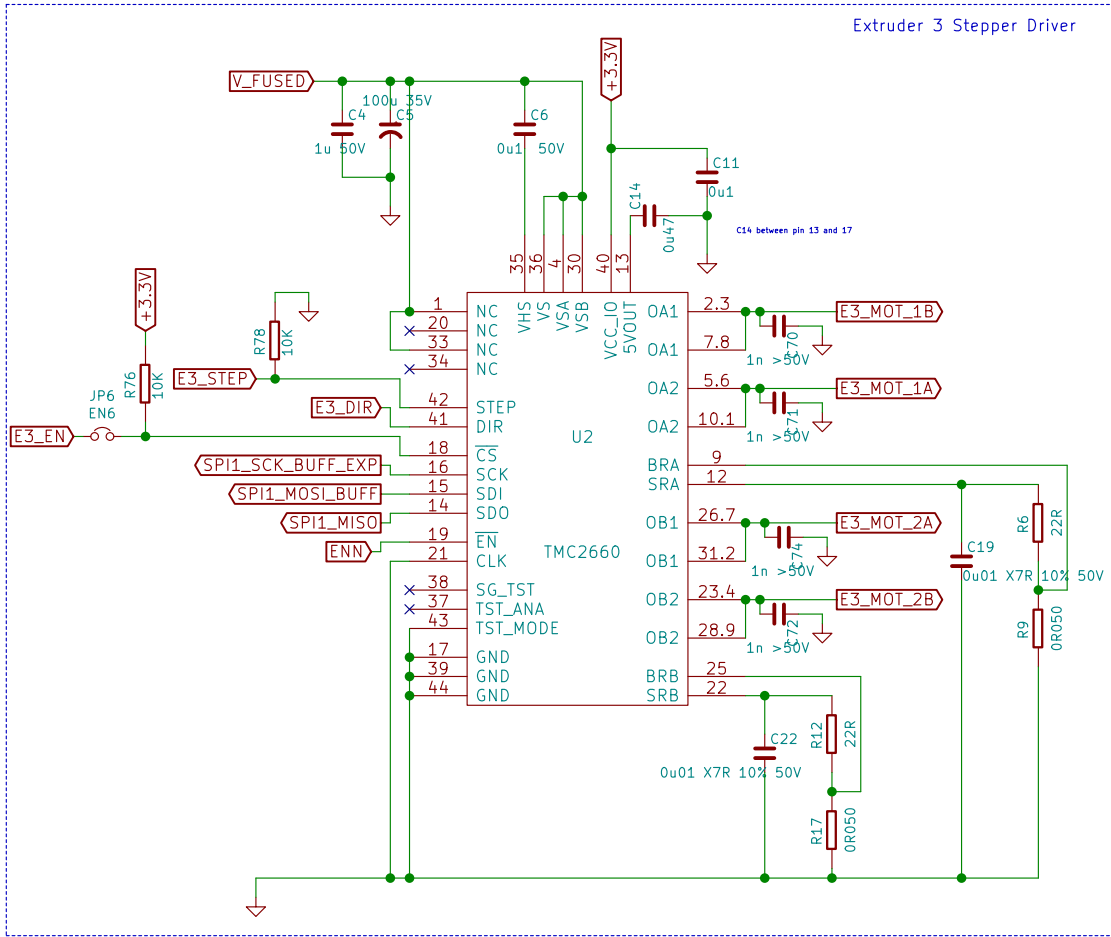 Extruder 3 Stepper Driver
+3.3V
V_FUSED
100u 35V
C4
C5
C6
1u 50V
0u1 50V
C11
0u1
C14
0u47
C14 between pin 13 and 17
35
36
4
30
40
13
VHS
VS
VSA
VSB
VCC_IO
5VOUT
+3.3V
R78
10K
R76
10K
JP6
EN6
E3_STEP
E3_DIR
E3_EN
SPI1_SCK_BUFF_EXP
SPI1_MOSI_BUFF
SPI1_MISO
ENN
1 NC
20 NC
33 NC
34 NC
42 STEP
41 DIR
18 CS
16 SCK
15 SDI
14 SDO
19 EN
21 CLK
38 SG_TST
37 TST_ANA
43 TST_MODE
17 GND
39 GND
44 GND
U2
TMC2660
OA1 2.3 E3_MOT_1B
OA1 7.8
C70
1n >50V
OA2 5.6 E3_MOT_1A
OA2 10.1
C71
1n >50V
BRA 9
SRA 12
OB1 26.7 E3_MOT_2A
OB1 31.2
C74
1n >50V
OB2 23.4 E3_MOT_2B
OB2 28.9
C72
1n >50V
BRB 25
SRB 22
R6
22R
C19
0u01 X7R 10% 50V
R9
0R050
R12
22R
C22
0u01 X7R 10% 50V
R17
0R050